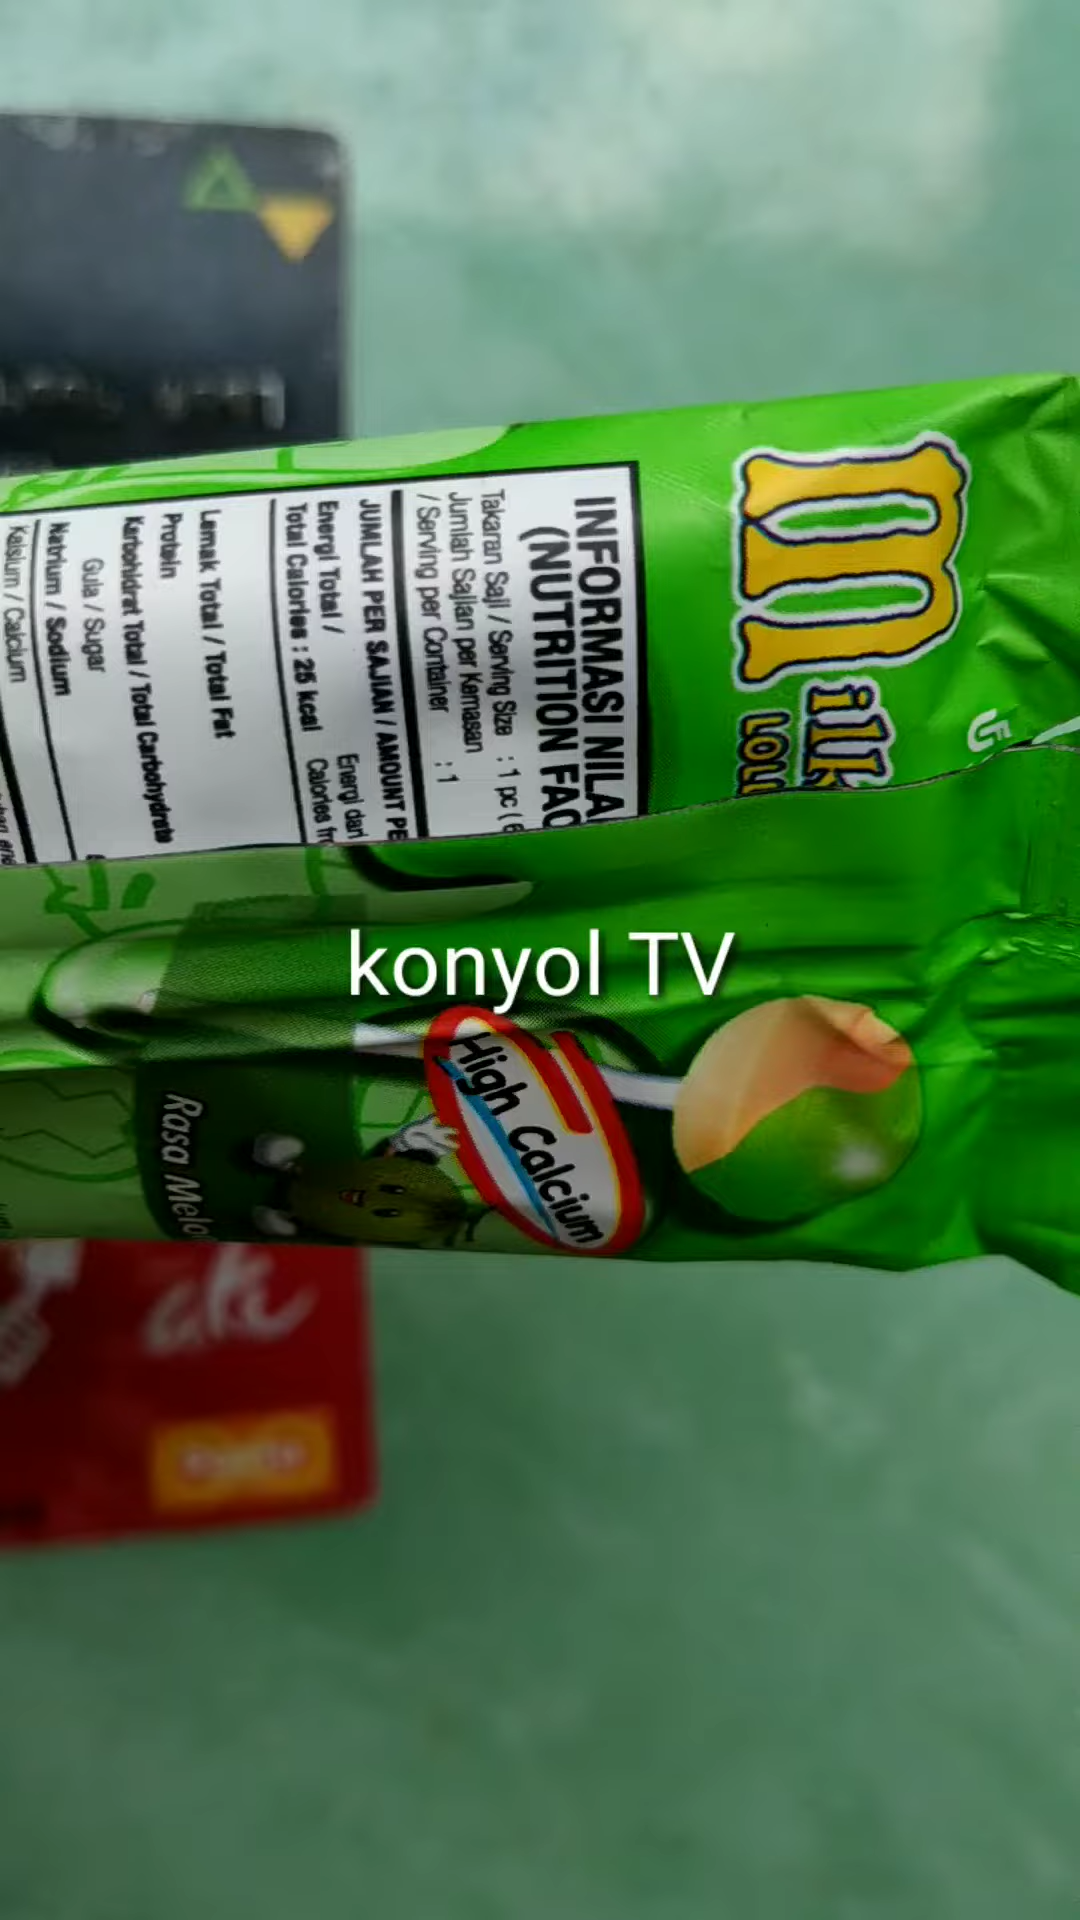 milk
INFORMASI NILA
(NUTRITION FAC
Takaran Saji / Serving Size : 1 pc (
Jumlah Sajian per Kemasan
/ Serving per Container : 1
JUMLAH PER SAJIAN / AMOUNT PE
Energi Total /
Total Calories : 25 kcal
Energi dari
Calories fr
Lemak Total / Total Fat
Protein
Karbohidrat Total / Total Carbohydrate
Gula / Sugar
Natrium / Sodium
Kalsium / Calcium
konyol TV
High Calcium
Rasa Melo